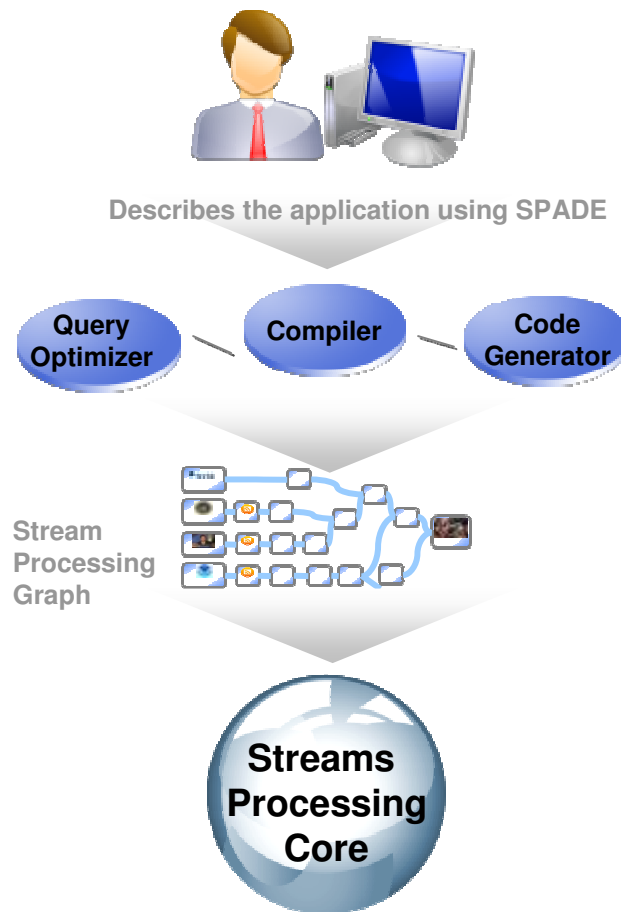 Describes the application using SPADE
Query
Optimizer
Compiler
Code
Generator
Stream
Processing
Graph
Streams
Processing
Core